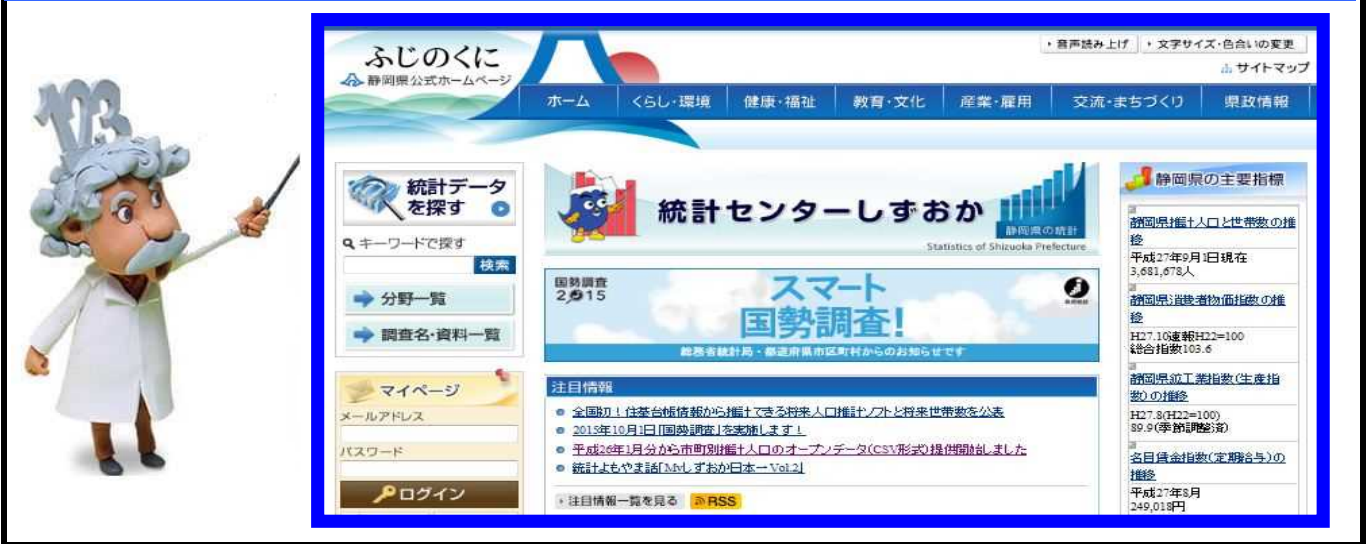 123
ふじのくに
静岡県公式ホームページ
音声読み上げ
文字サイズ・色合いの変更
サイトマップ
ホーム
くらし・環境
健康・福祉
教育・文化
産業・雇用
交流・まちづくり
県政情報
統計データ
を探す
キーワードで探す
検索
分野一覧
調査名・資料一覧
マイページ
メールアドレス
パスワード
ログイン
統計センターしずおか
静岡県の統計
Statistics of Shizuoka Prefecture
国勢調査
2015
スマート
国勢調査!
総務省統計局・都道府県市区町村からのお知らせです
注目情報
全国初！住基台帳情報から推計できる将来人口推計ソフトと将来世帯数を公表
2015年10月1日「国勢調査」を実施します！
平成26年1月分から市町別推計人口のオープンデータ(CSV形式)提供開始しました
統計よもやま話「Myしずおか日本一Vol.2」
注目情報一覧を見る
RSS
静岡県の主要指標
静岡県推計人口と世帯数の推
移
平成27年9月1日現在
3,681,678人
静岡県消費者物価指数の推
移
H27.10速報H22=100
総合指数103.6
静岡県鉱工業指数(生産指
数)の推移
H27.8(H22=100)
89.9(季節調整済)
名目賃金指数(定期給与)の
推移
平成27年8月
249,018円